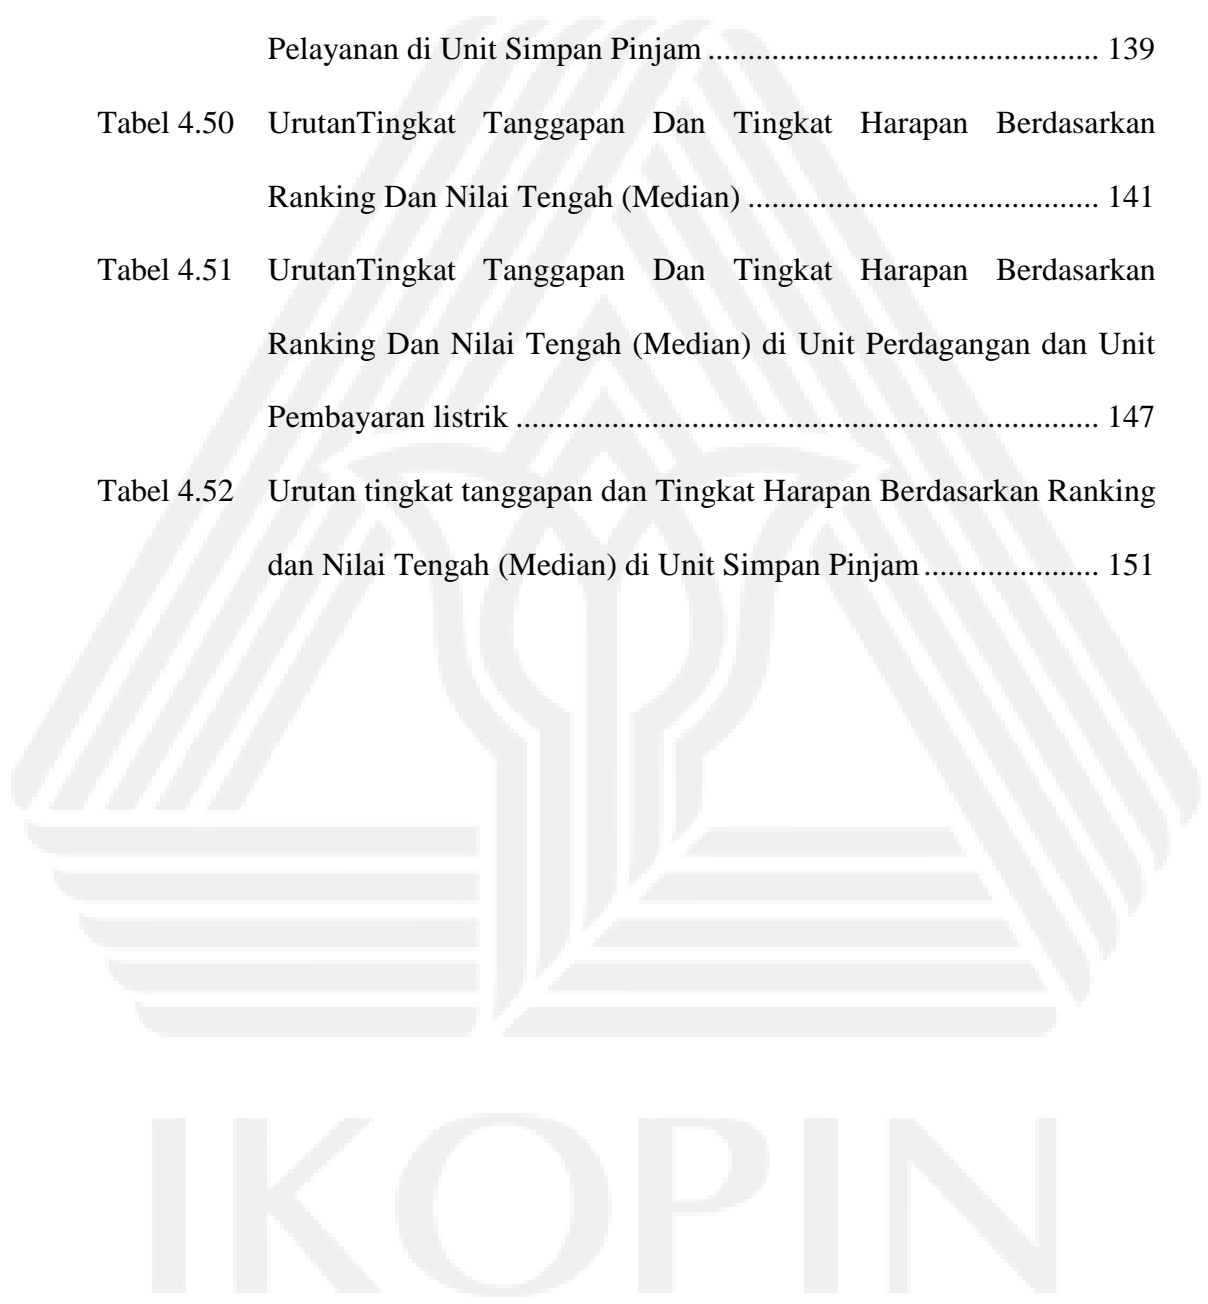 Pelayanan di Unit Simpan Pinjam ................................................ 139
Tabel 4.50 UrutanTingkat Tanggapan Dan Tingkat Harapan Berdasarkan
Ranking Dan Nilai Tengah (Median) ........................................... 141
Tabel 4.51 UrutanTingkat Tanggapan Dan Tingkat Harapan Berdasarkan
Ranking Dan Nilai Tengah (Median) di Unit Perdagangan dan Unit
Pembayaran listrik ........................................................................ 147
Tabel 4.52 Urutan tingkat tanggapan dan Tingkat Harapan Berdasarkan Ranking
dan Nilai Tengah (Median) di Unit Simpan Pinjam ...................... 151
IKOPIN